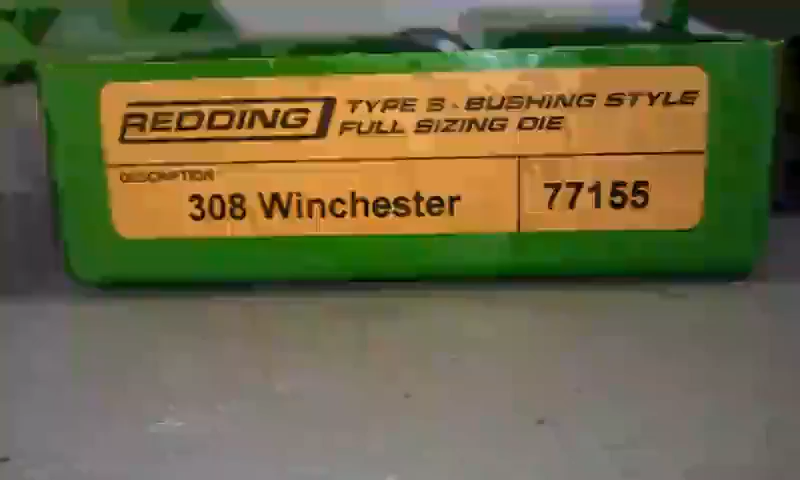 REDDING
TYPE S - BUSHING STYLE
FULL SIZING DIE
DESCRIPTION
308 Winchester
77155